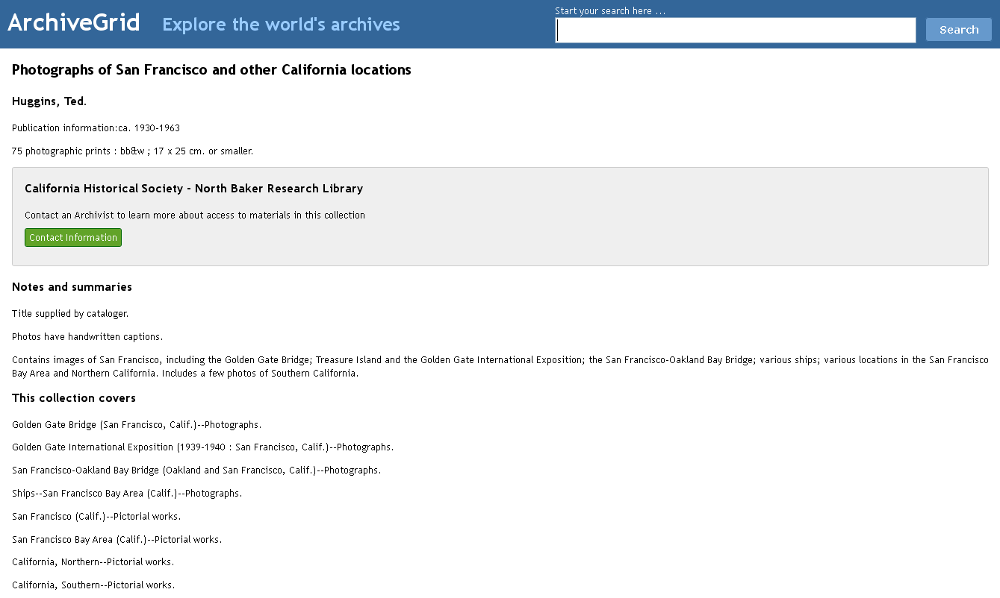 ArchiveGrid
Explore the world's archives
Start your search here ...
Search
Photographs of San Francisco and other California locations
Huggins, Ted.
Publication information:ca. 1930-1963
75 photographic prints : bb&w ; 17 x 25 cm. or smaller.
California Historical Society - North Baker Research Library
Contact an Archivist to learn more about access to materials in this collection
Contact Information
Notes and summaries
Title supplied by cataloger.
Photos have handwritten captions.
Contains images of San Francisco, including the Golden Gate Bridge; Treasure Island and the Golden Gate International Exposition; the San Francisco-Oakland Bay Bridge; various ships; various locations in the San Francisco
Bay Area and Northern California. Includes a few photos of Southern California.
This collection covers
Golden Gate Bridge (San Francisco, Calif.)--Photographs.
Golden Gate International Exposition (1939-1940 : San Francisco, Calif.)--Photographs.
San Francisco-Oakland Bay Bridge (Oakland and San Francisco, Calif.)--Photographs.
Ships--San Francisco Bay Area (Calif.)--Photographs.
San Francisco (Calif.)--Pictorial works.
San Francisco Bay Area (Calif.)--Pictorial works.
California, Northern--Pictorial works.
California, Southern--Pictorial works.